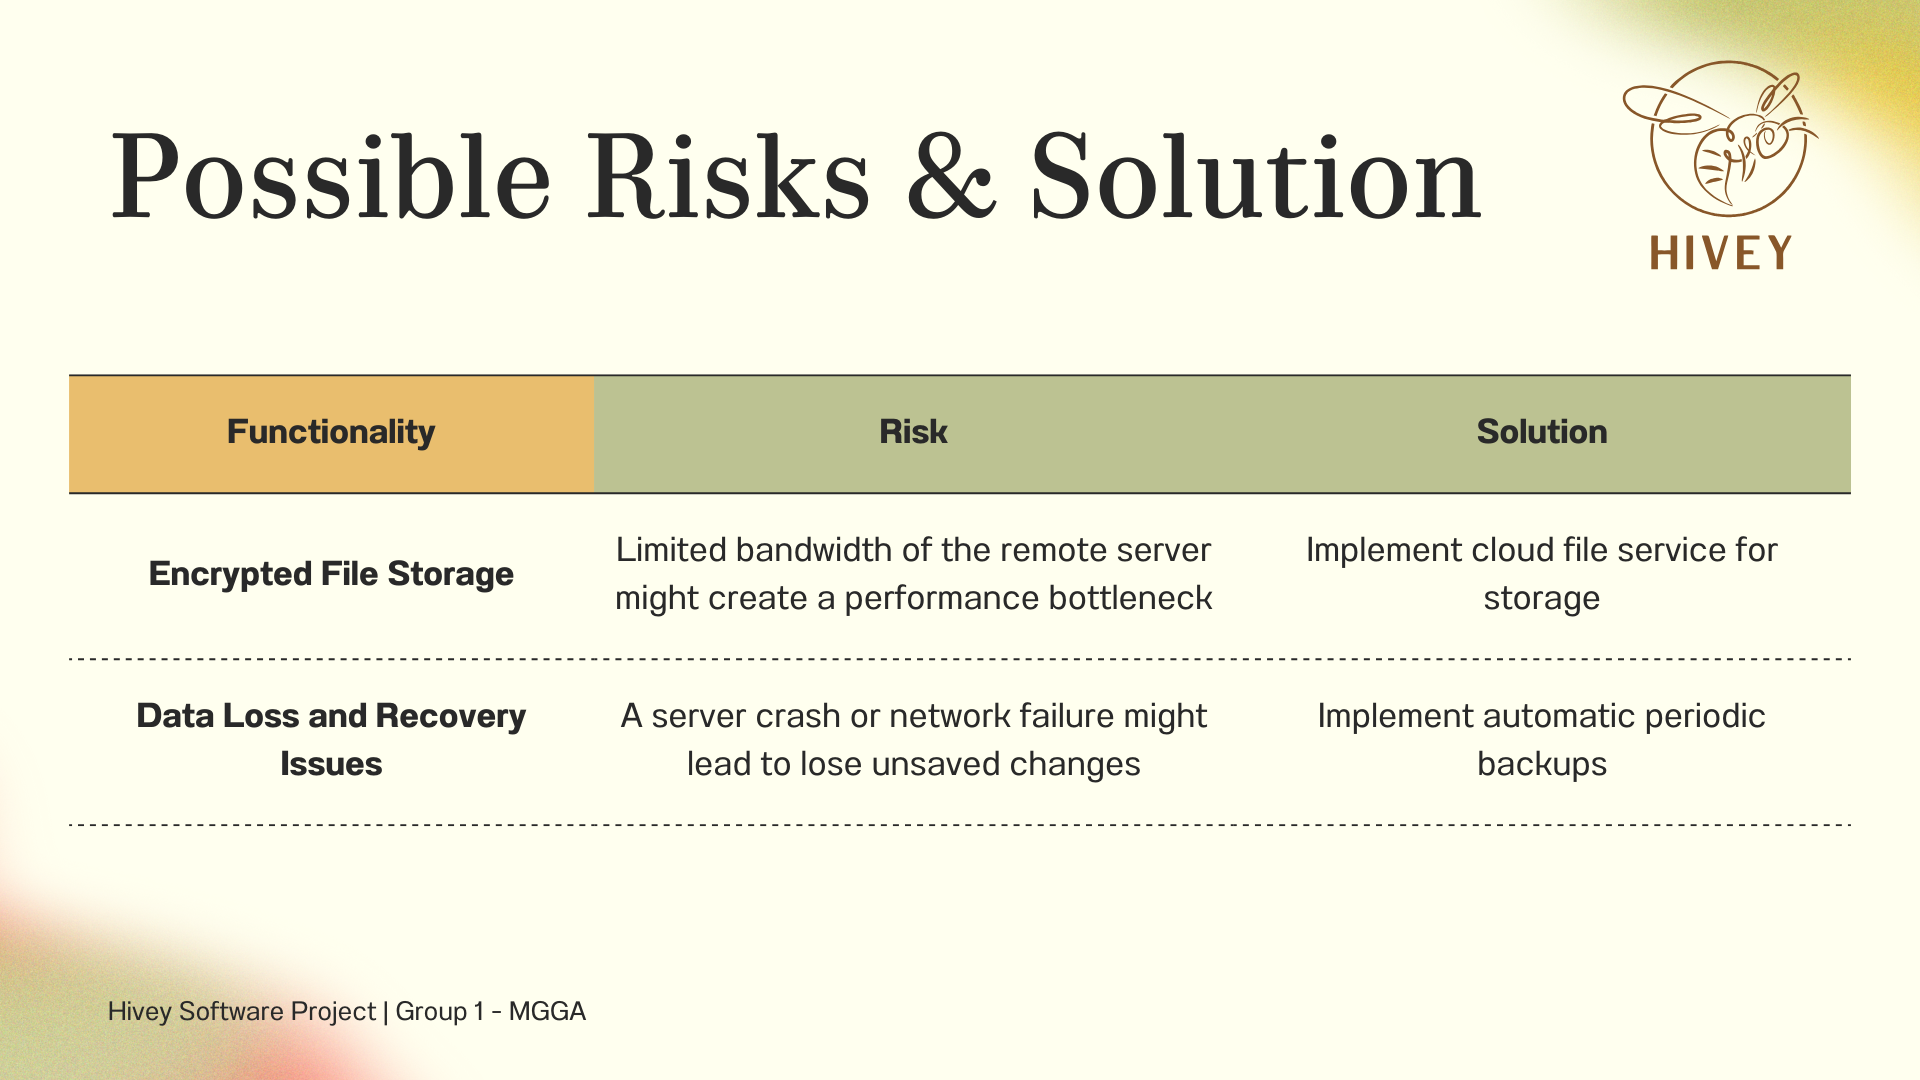 Possible Risks & Solution
HIVEY
Functionality
Risk
Solution
Encrypted File Storage
Limited bandwidth of the remote server
might create a performance bottleneck
Implement cloud file service for
storage
Data Loss and Recovery
Issues
A server crash or network failure might
lead to lose unsaved changes
Implement automatic periodic
backups
Hivey Software Project | Group 1 - MGGA